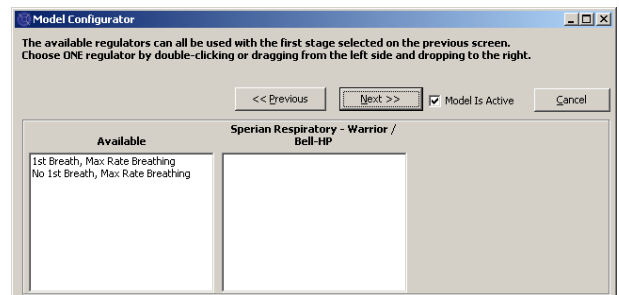 Model Configurator
The available regulators can all be used with the first stage selected on the previous screen.
Choose ONE regulator by double-clicking or dragging from the left side and dropping to the right.
<< Previous
Next >>
Model Is Active
Cancel
Available
Sperian Respiratory - Warrior /
Bell-HP
1st Breath, Max Rate Breathing
No 1st Breath, Max Rate Breathing